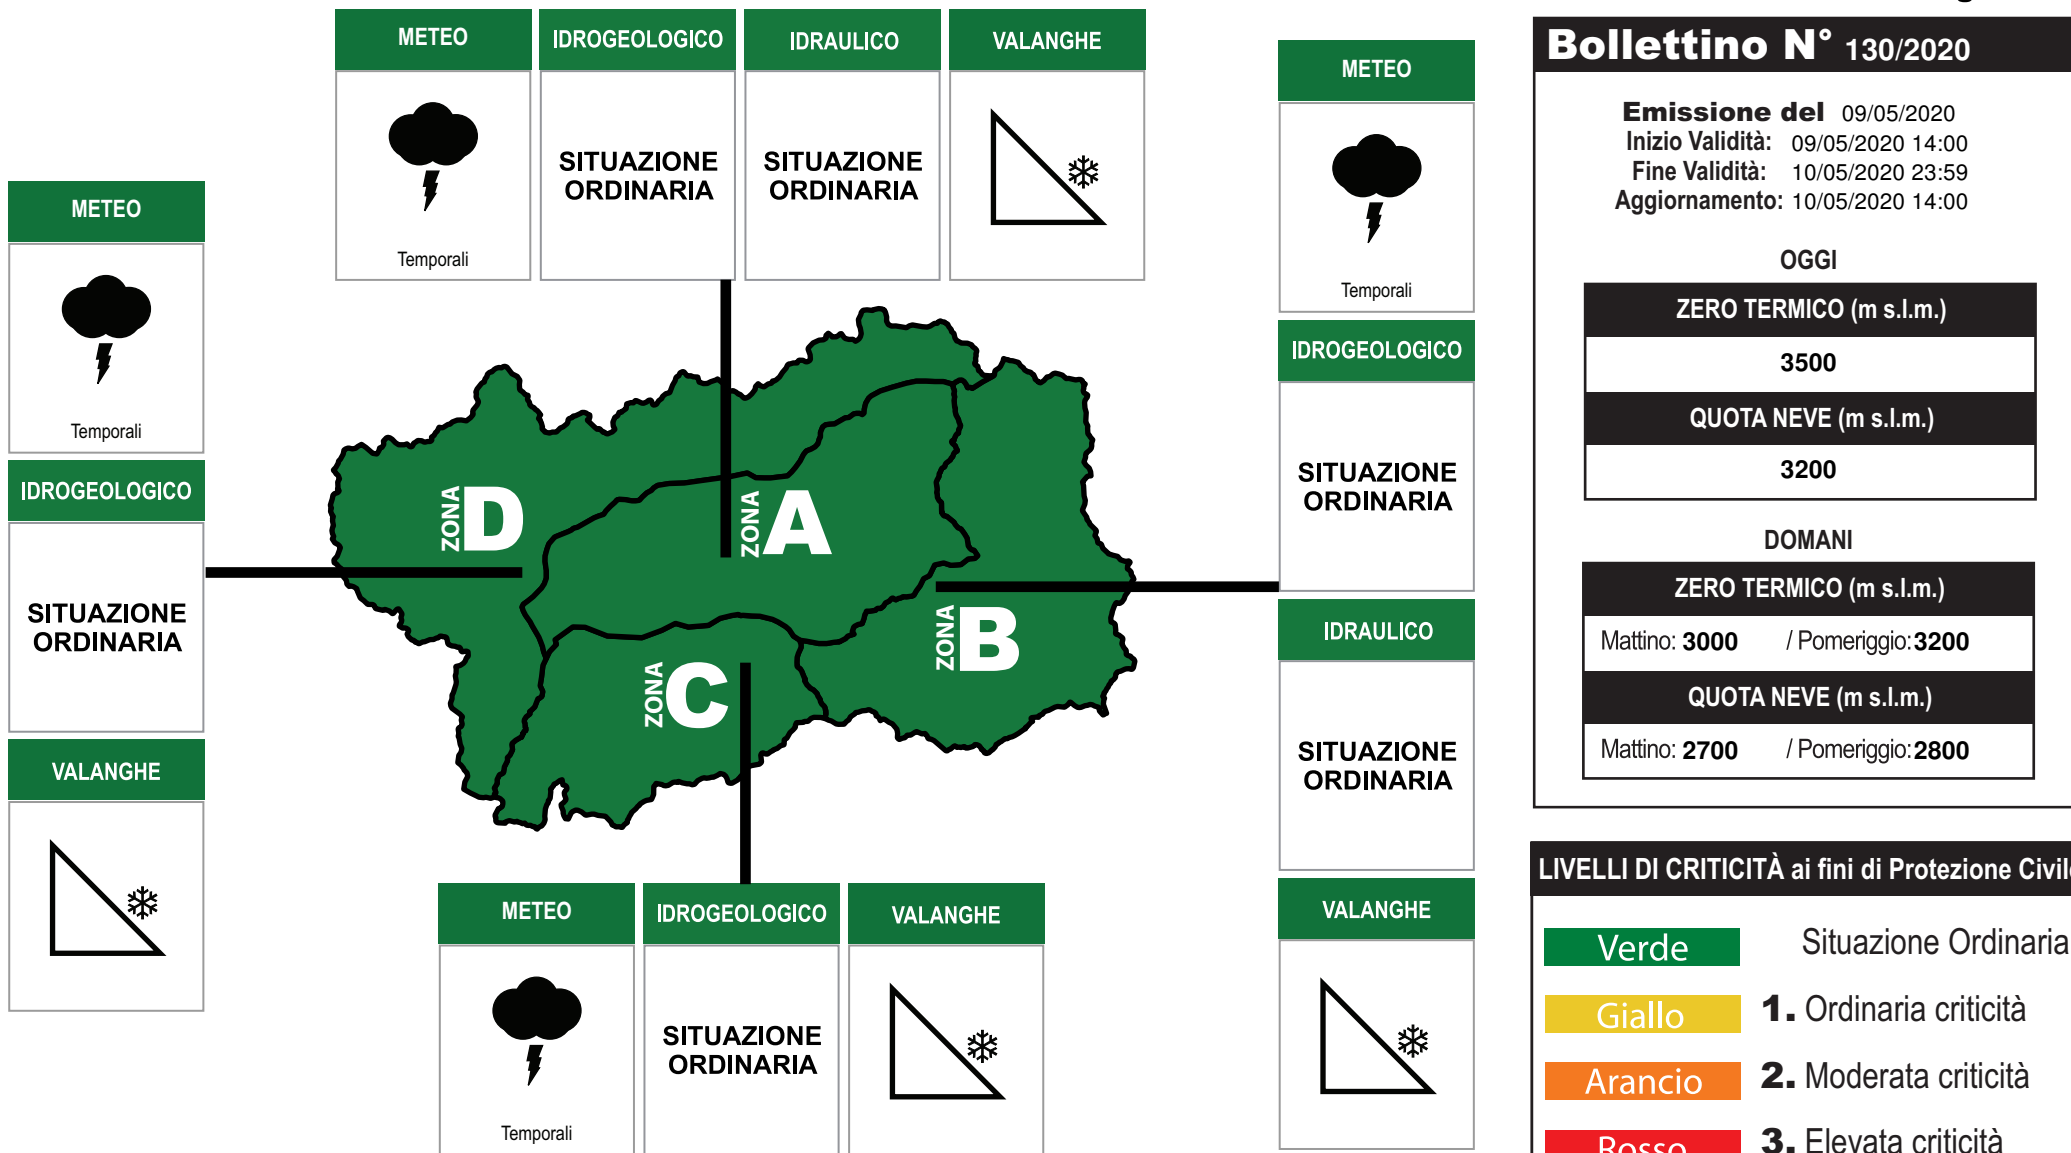 METEO
IDROGEOLOGICO
IDRAULICO
VALANGHE
Temporali
SITUAZIONE
ORDINARIA
SITUAZIONE
ORDINARIA
METEO
Temporali
IDROGEOLOGICO
SITUAZIONE
ORDINARIA
VALANGHE
ZONA D
ZONA A
ZONA B
ZONA C
METEO
Temporali
IDROGEOLOGICO
SITUAZIONE
ORDINARIA
IDRAULICO
SITUAZIONE
ORDINARIA
VALANGHE
METEO
IDROGEOLOGICO
VALANGHE
Temporali
SITUAZIONE
ORDINARIA
Bollettino N° 130/2020
Emissione del 09/05/2020
Inizio Validità: 09/05/2020 14:00
Fine Validità: 10/05/2020 23:59
Aggiornamento: 10/05/2020 14:00
OGGI
ZERO TERMICO (m s.l.m.)
3500
QUOTA NEVE (m s.l.m.)
3200
DOMANI
ZERO TERMICO (m s.l.m.)
Mattino: 3000 / Pomeriggio: 3200
QUOTA NEVE (m s.l.m.)
Mattino: 2700 / Pomeriggio: 2800
LIVELLI DI CRITICITÀ ai fini di Protezione Civile
Verde Situazione Ordinaria
Giallo 1. Ordinaria criticità
Arancio 2. Moderata criticità
Rosso 3. Elevata criticità